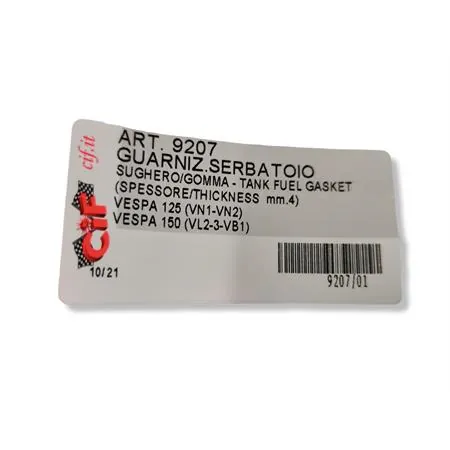 ART. 9207
GUARNIZ.SERBATOIO
SUGHERO/GOMMA - TANK FUEL GASKET
(SPESSORE/THICKNESS mm.4)
VESPA 125 (VN1-VN2)
VESPA 150 (VL2-3-VB1)
cif.it
CIF
10/21
9207/01